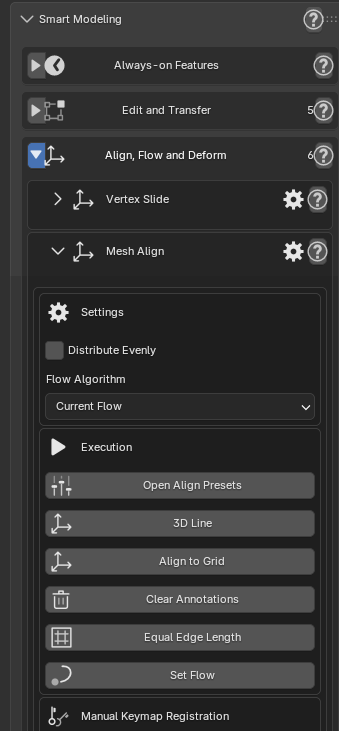 Smart Modeling
Always-on Features
Edit and Transfer 5
Align, Flow and Deform 6
Vertex Slide
Mesh Align
Settings
Distribute Evenly
Flow Algorithm
Current Flow
Execution
Open Align Presets
3D Line
Align to Grid
Clear Annotations
Equal Edge Length
Set Flow
Manual Keymap Registration